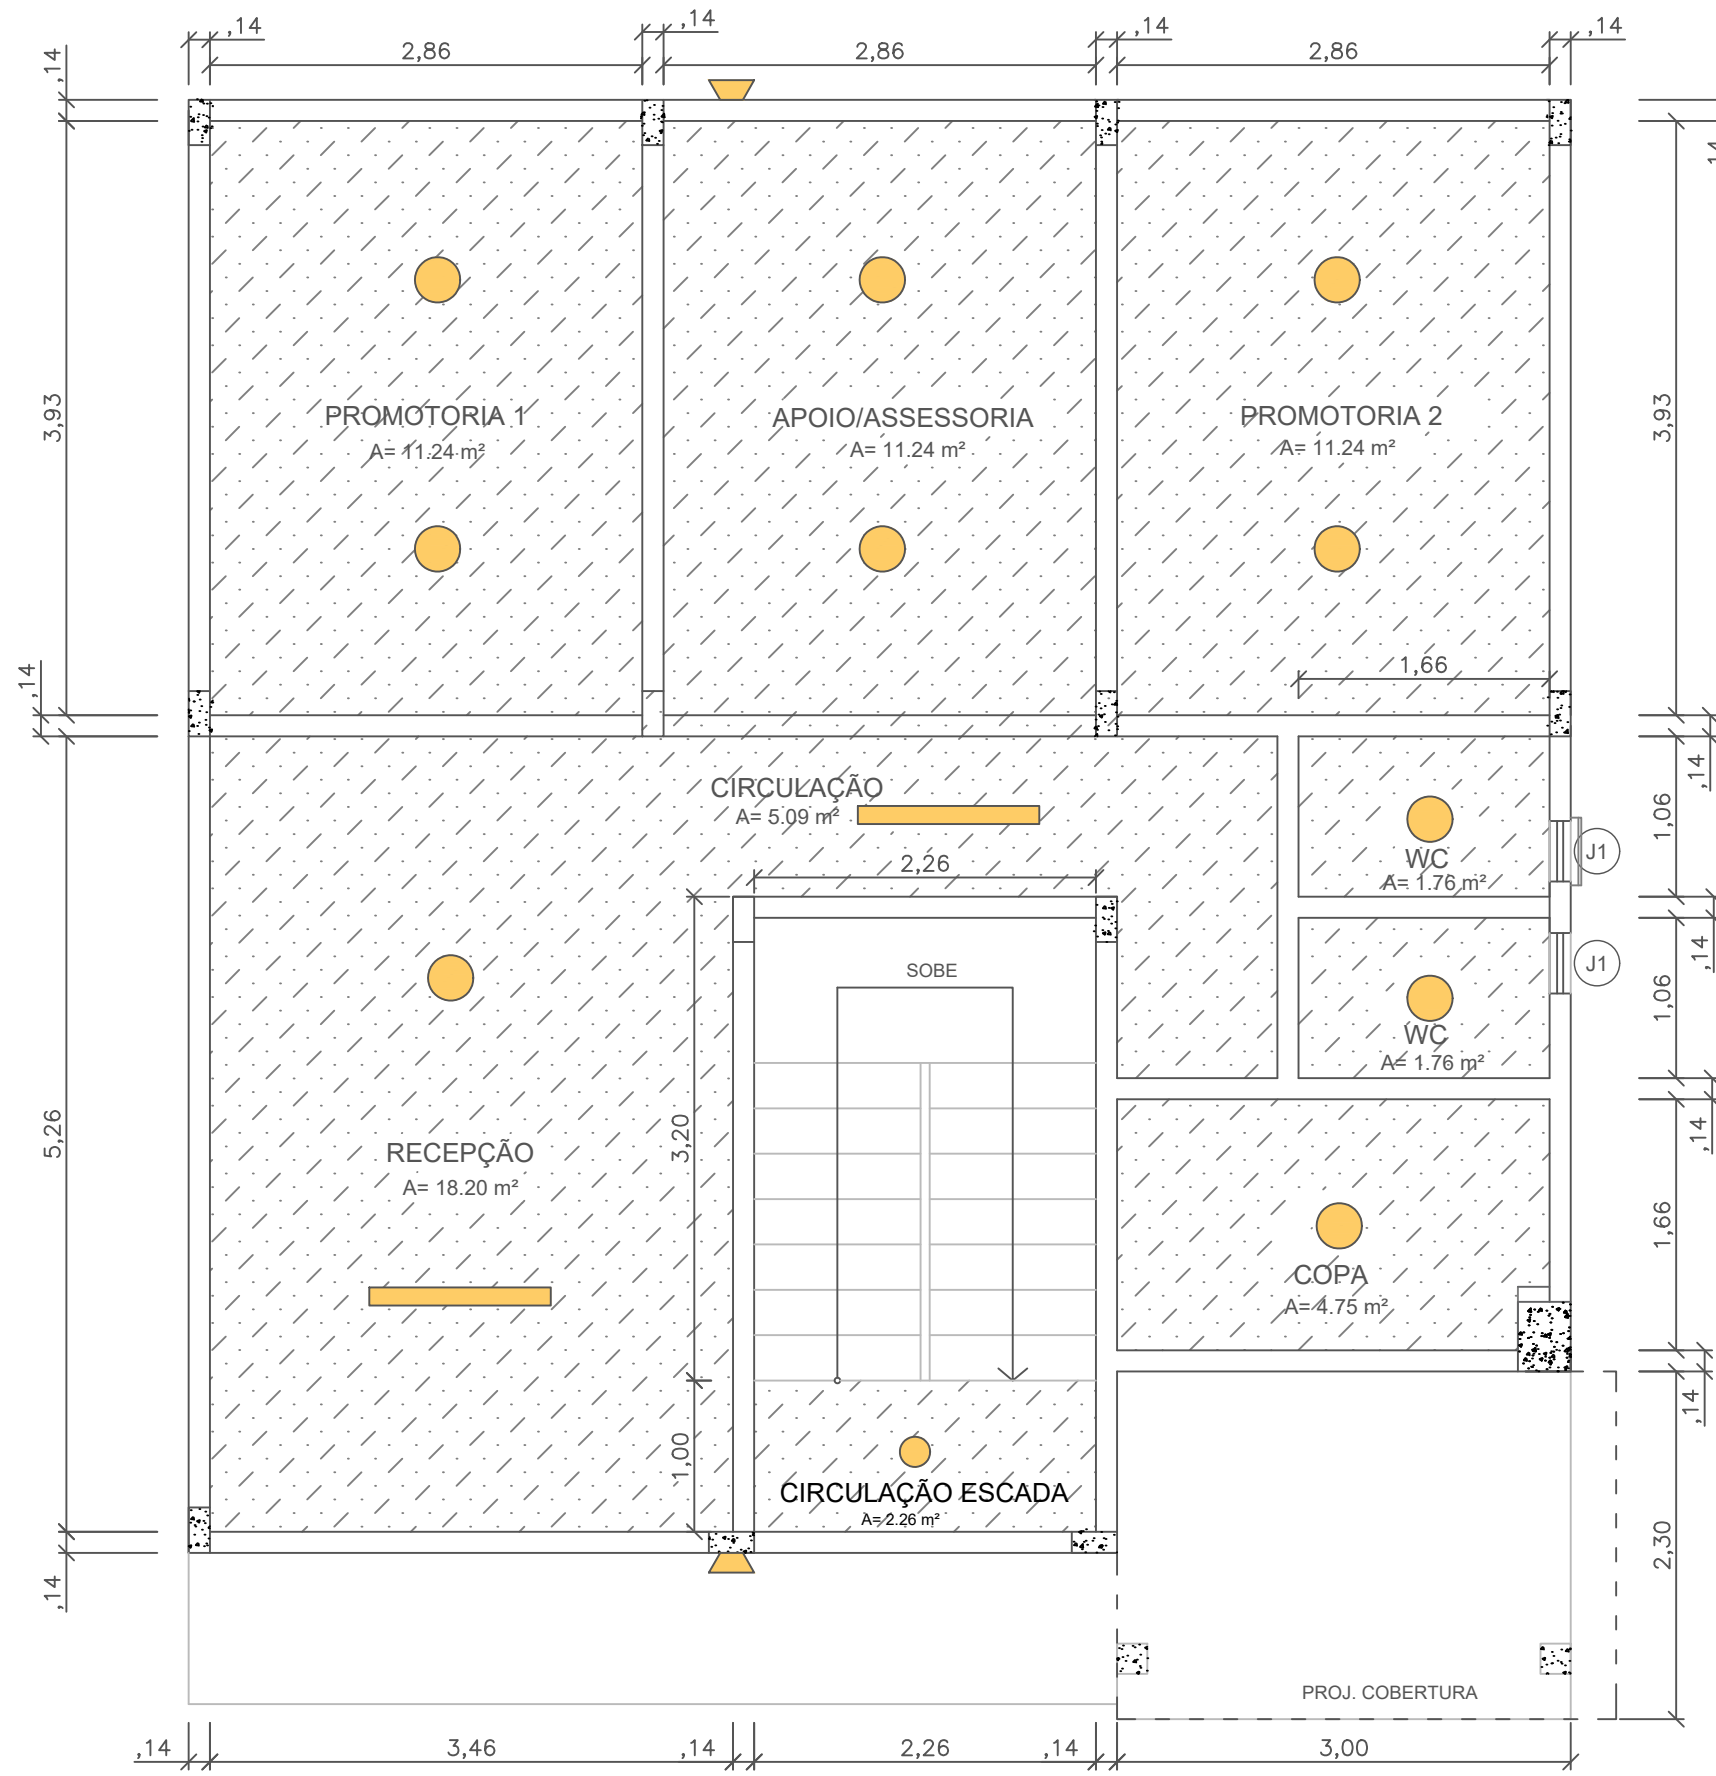 ,14
,14
,14
,14
2,86
2,86
2,86
,14
14
3,93
3,93
PROMOTORIA 1
A= 11.24 m²
APOIO/ASSESSORIA
A= 11.24 m²
PROMOTORIA 2
A= 11.24 m²
,14
1,66
,14
CIRCULAÇÃO
A= 5.09 m²
1,06
WC
A= 1.76 m²
J1
2,26
,14
SOBE
J1
1,06
WC
A= 1.76 m²
,14
5,26
3,20
RECEPÇÃO
A= 18.20 m²
1,66
COPA
A= 4.75 m²
,14
1,00
CIRCULAÇÃO ESCADA
A= 2.26 m²
2,30
,14
PROJ. COBERTURA
,14
3,46
,14
2,26
,14
3,00